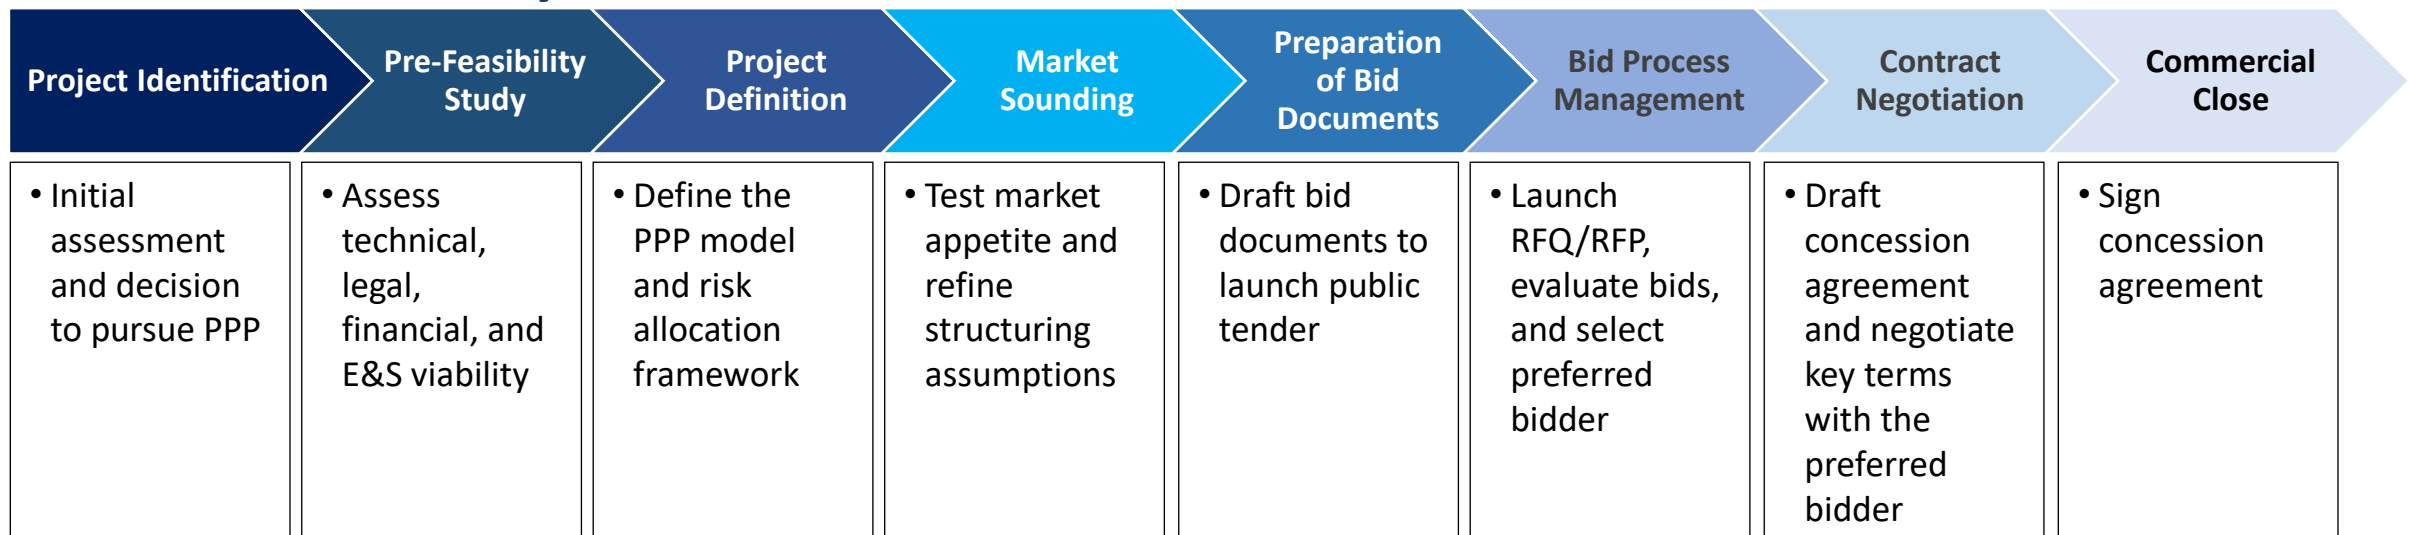 Project Identification
Pre-Feasibility
Study
Project
Definition
Market
Sounding
Preparation
of Bid
Documents
Bid Process
Management
Contract
Negotiation
Commercial
Close
• Initial
assessment
and decision
to pursue PPP
• Assess
technical,
legal,
financial, and
E&S viability
• Define the
PPP model
and risk
allocation
framework
• Test market
appetite and
refine
structuring
assumptions
• Draft bid
documents to
launch public
tender
• Launch
RFQ/RFP,
evaluate bids,
and select
preferred
bidder
• Draft
concession
agreement
and negotiate
key terms
with the
preferred
bidder
• Sign
concession
agreement